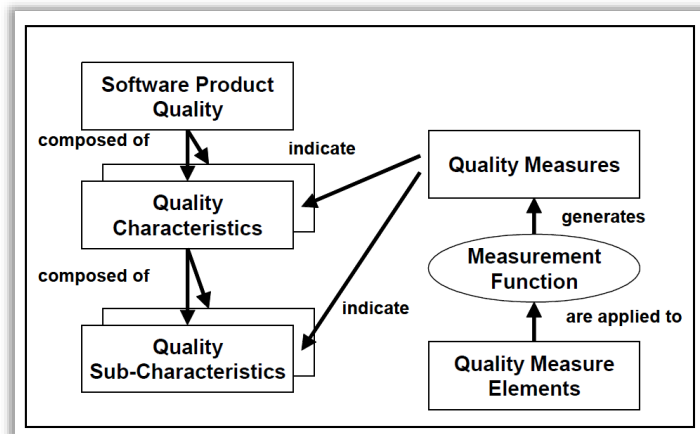 Software Product
Quality
composed of
indicate
Quality Measures
Quality
Characteristics
generates
Measurement
Function
composed of
indicate
are applied to
Quality
Sub-Characteristics
Quality Measure
Elements